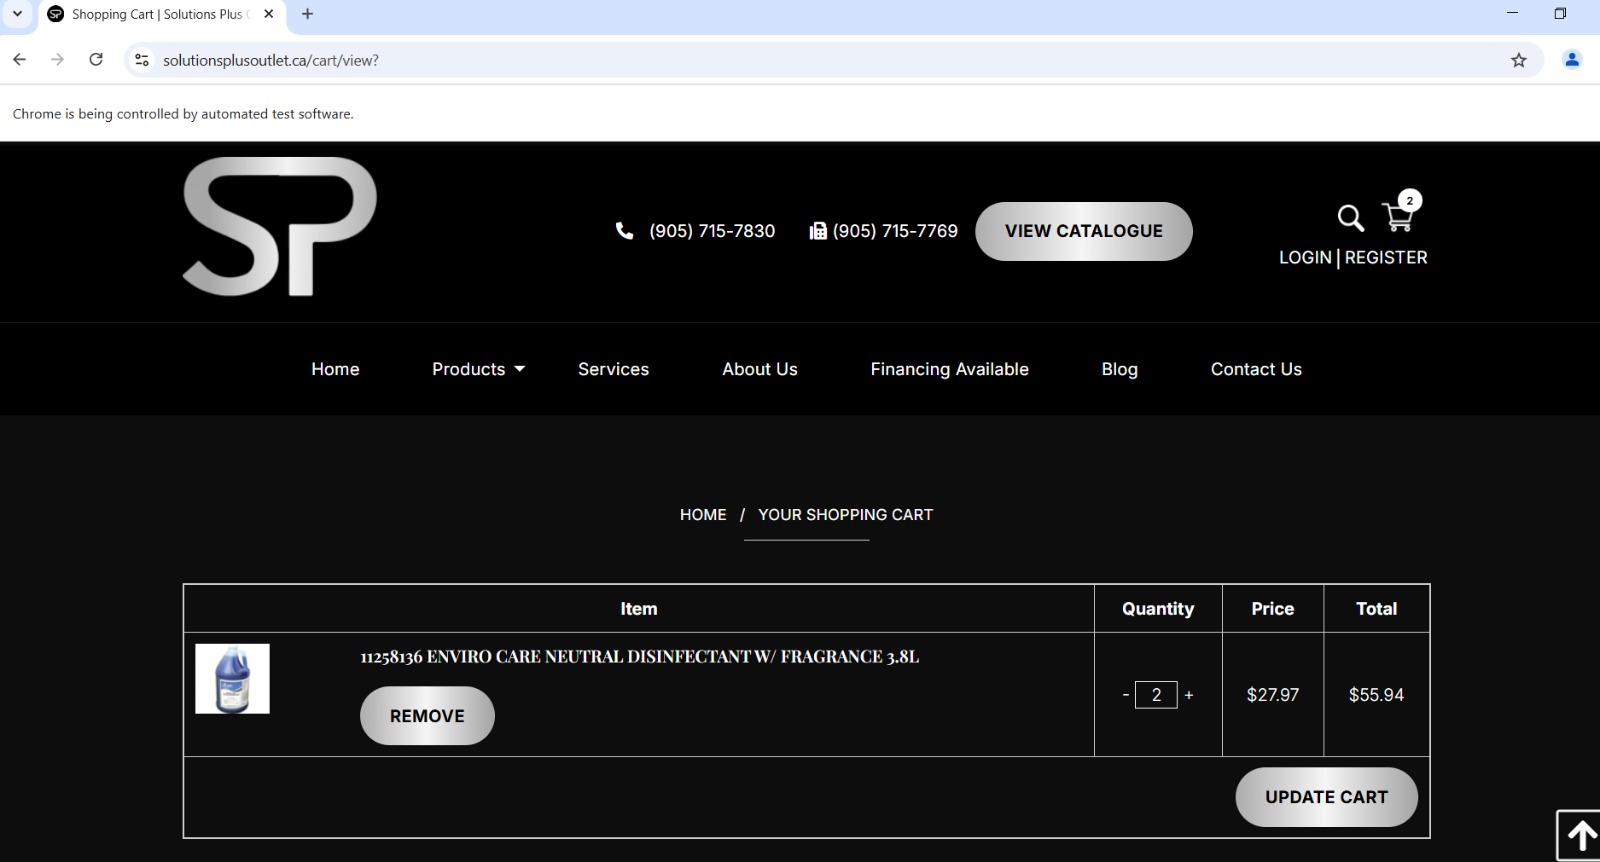 Shopping Cart | Solutions Plus
solutionsplusoutlet.ca/cart/view?
Chrome is being controlled by automated test software.
SP
(905) 715-7830
(905) 715-7769
VIEW CATALOGUE
2
LOGIN | REGISTER
Home
Products
Services
About Us
Financing Available
Blog
Contact Us
HOME / YOUR SHOPPING CART
Item
Quantity
Price
Total
11258136 ENVIRO CARE NEUTRAL DISINFECTANT W/ FRAGRANCE 3.8L
REMOVE
- 2 +
$27.97
$55.94
UPDATE CART